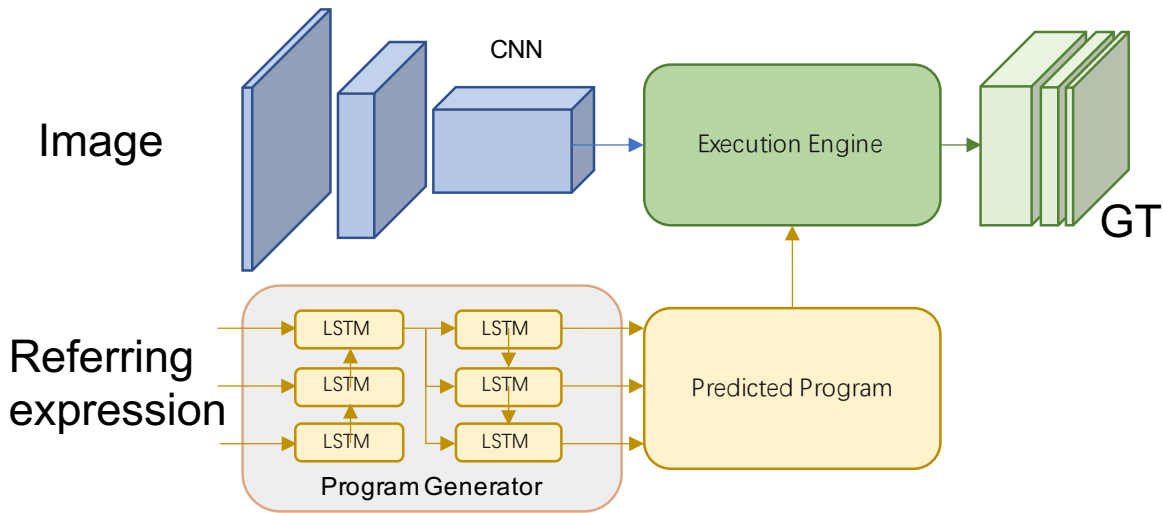 CNN
Image
Execution Engine
GT
Referring
expression
LSTM
LSTM
LSTM
LSTM
LSTM
LSTM
Predicted Program
Program Generator